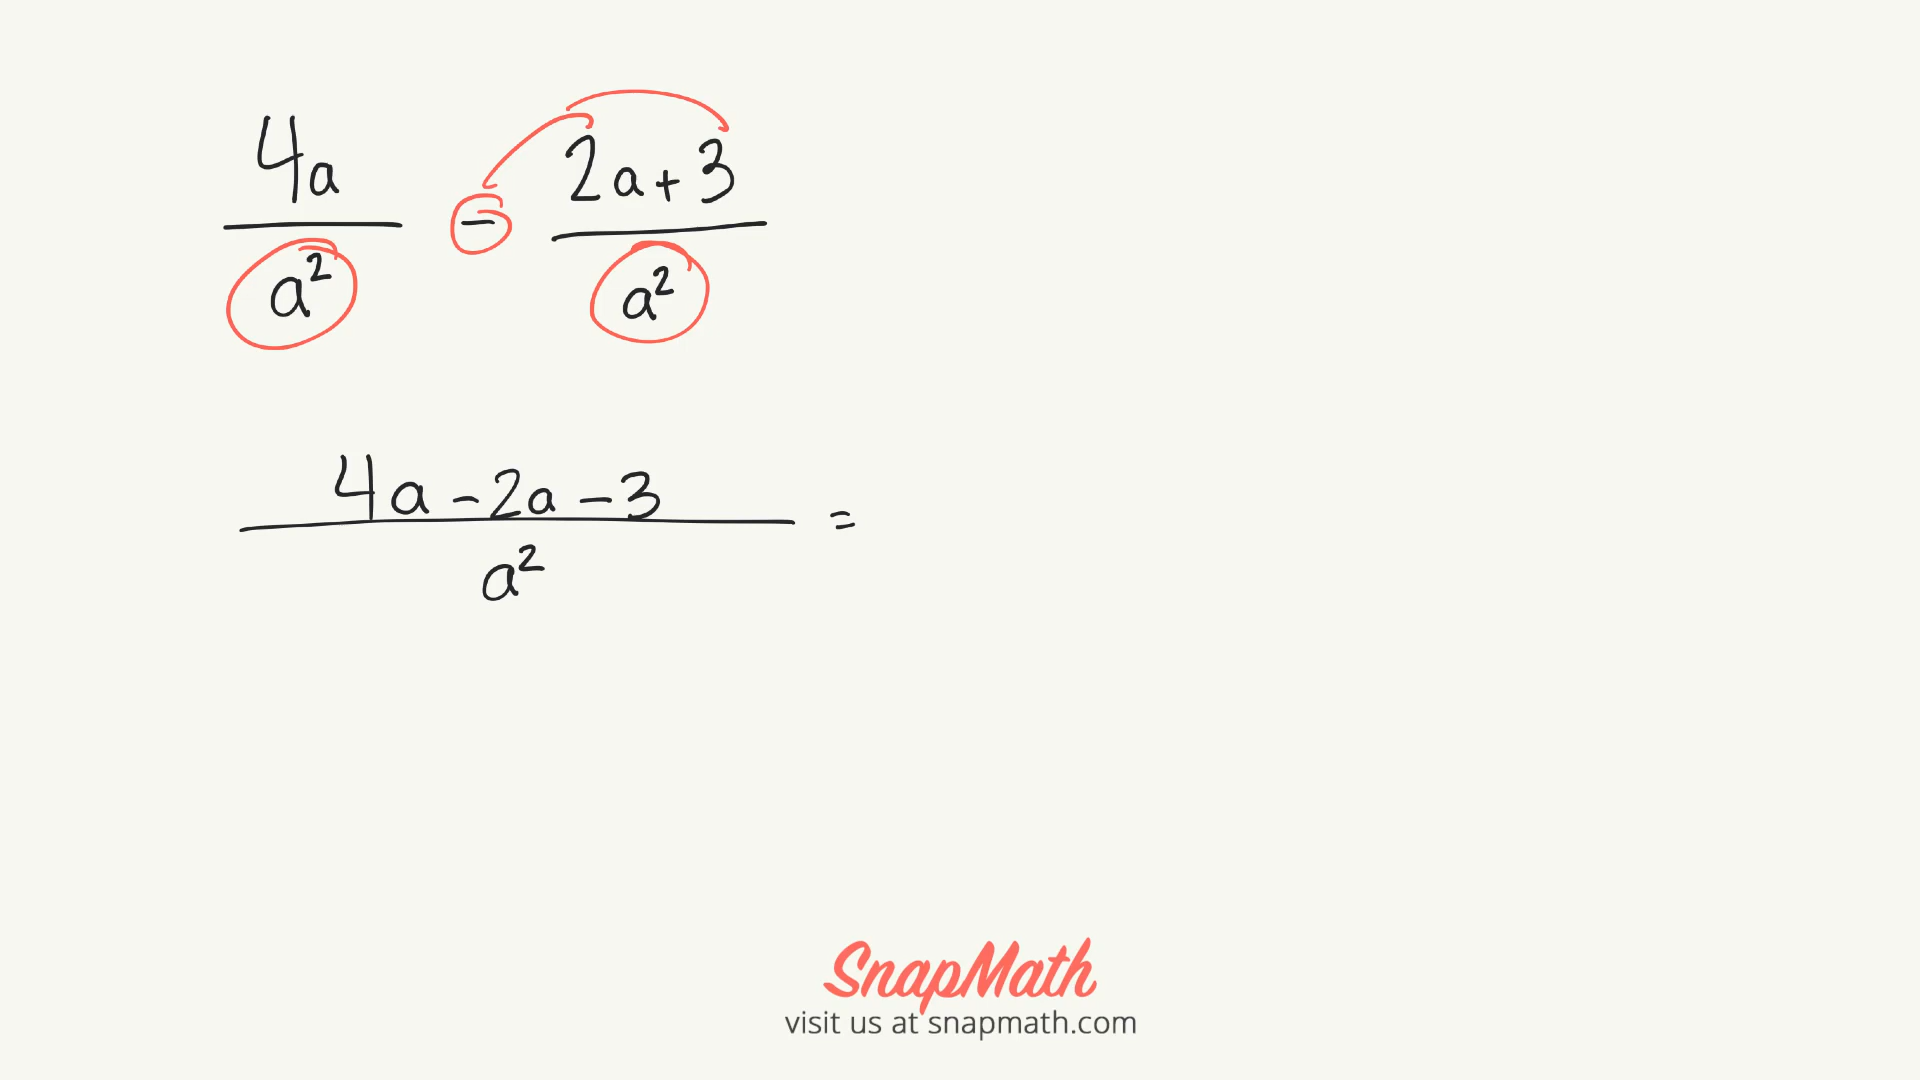 4a/a² - (2a+3)/a²
(4a-2a-3)/a² =
SnapMath
visit us at snapmath.com